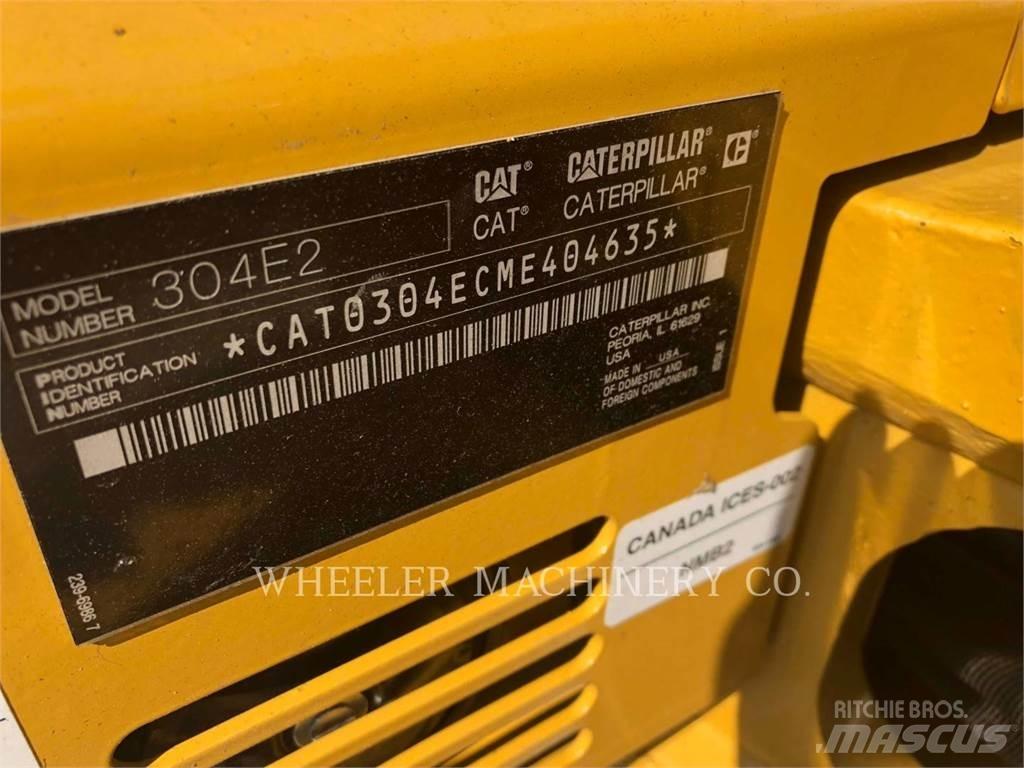 CAT® CATERPILLAR®
CAT® CATERPILLAR®
MODEL NUMBER 304E2
PRODUCT IDENTIFICATION NUMBER *CAT0304ECME404635*
CATERPILLAR INC.
PEORIA, IL 61629
USA
MADE IN USA
OF DOMESTIC AND
FOREIGN COMPONENTS
239-6986 7
CANADA ICES-002
NMB2
WHEELER MACHINERY CO.
RITCHIE BROS.
MASCUS